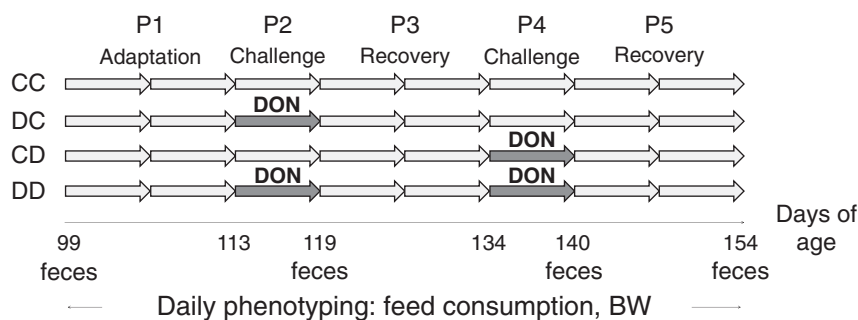 P1 P2 P3 P4 P5
Adaptation Challenge Recovery Challenge Recovery
CC
DON
DC
DON
CD
DON DON
DD
99 113 119 134 140 154 Days of age
feces feces feces feces
Daily phenotyping: feed consumption, BW